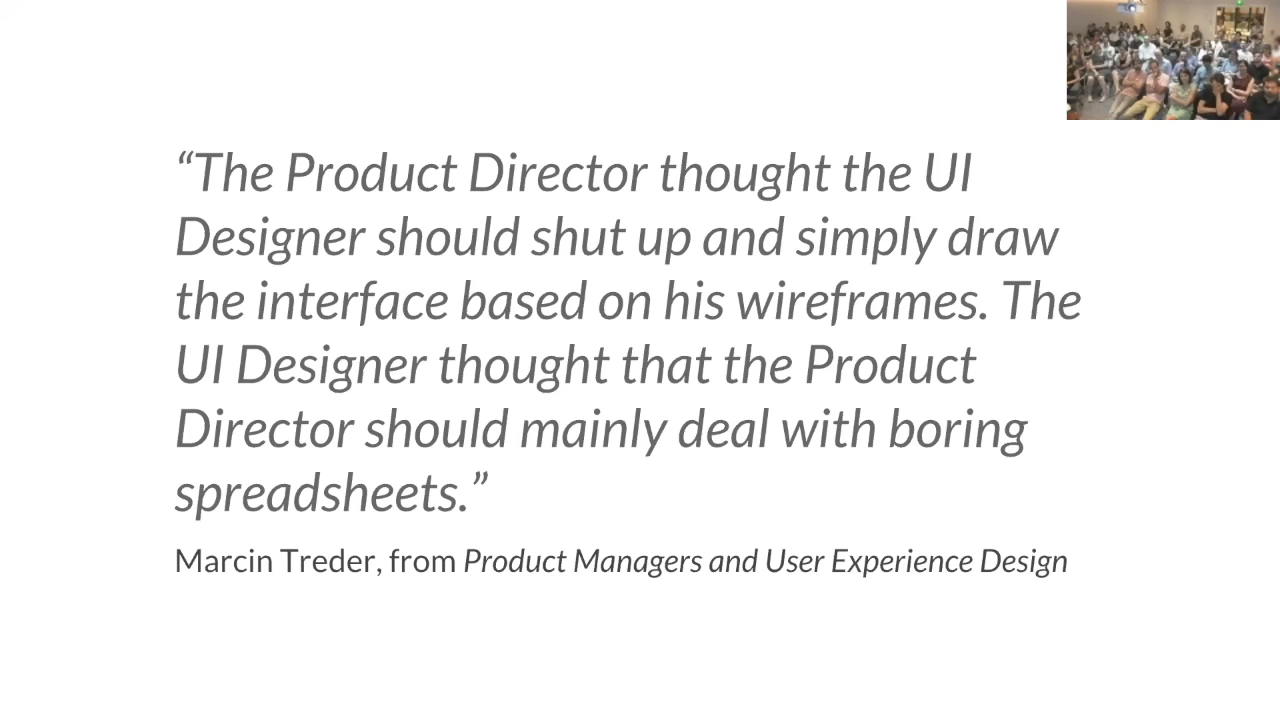 “The Product Director thought the UI
Designer should shut up and simply draw
the interface based on his wireframes. The
UI Designer thought that the Product
Director should mainly deal with boring
spreadsheets.”
Marcin Treder, from Product Managers and User Experience Design